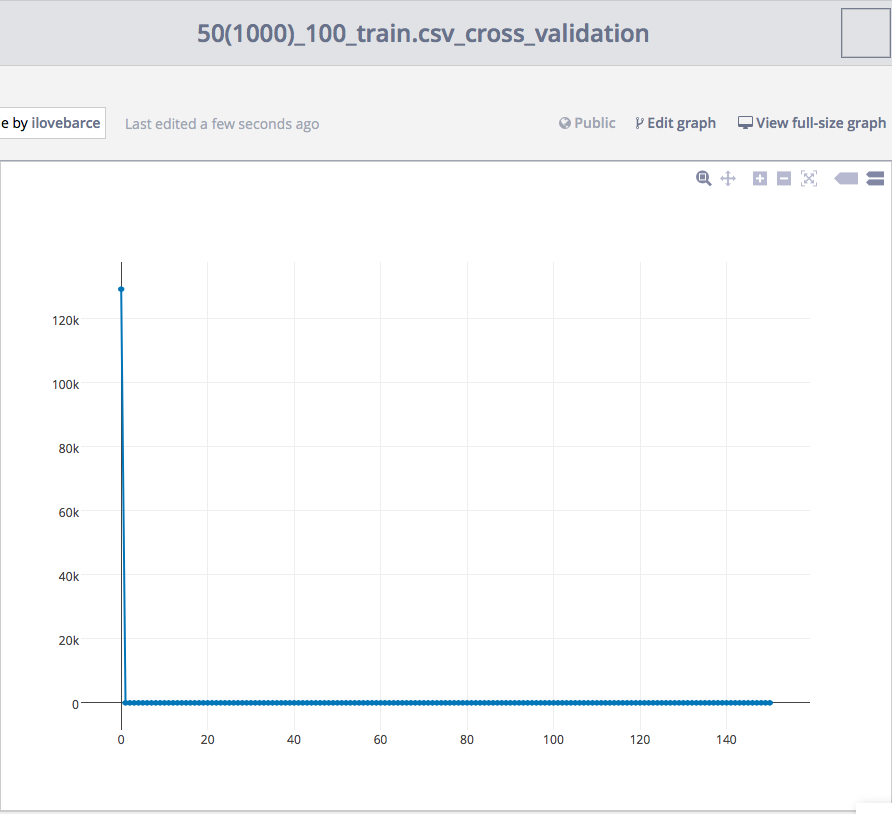 50(1000)_100_train.csv_cross_validation
e by ilovebarce
Last edited a few seconds ago
Public
Edit graph
View full-size graph
120k
100k
80k
60k
40k
20k
0
0 20 40 60 80 100 120 140